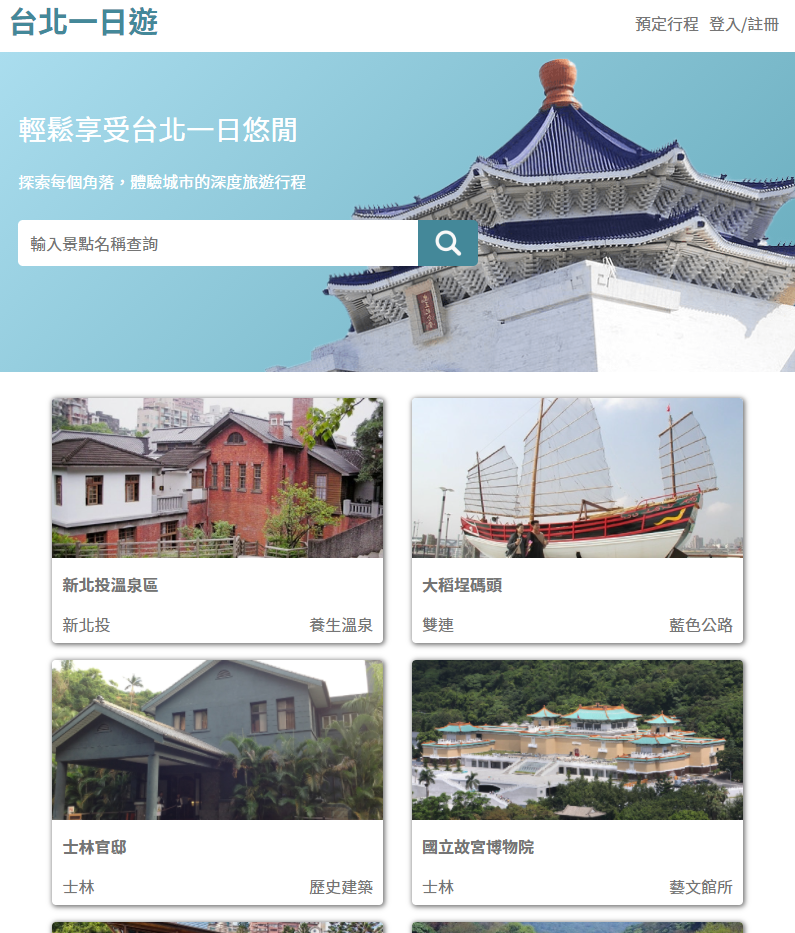 台北一日遊
預定行程 登入/註冊
輕鬆享受台北一日悠閒
探索每個角落，體驗城市的深度旅遊行程
輸入景點名稱查詢
新北投溫泉區
新北投 養生溫泉
大稻埕碼頭
雙連 藍色公路
士林官邸
士林 歷史建築
國立故宮博物院
士林 藝文館所